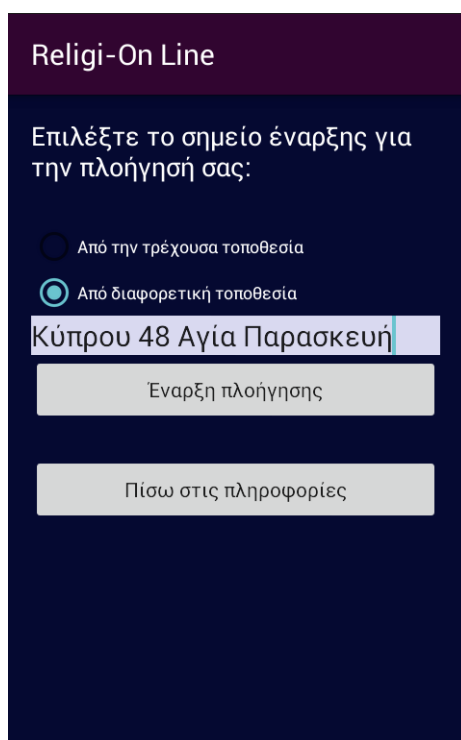 Religi-On Line
Επιλέξτε το σημείο έναρξης για
την πλοήγησή σας:
Από την τρέχουσα τοποθεσία
Από διαφορετική τοποθεσία
Κύπρου 48 Αγία Παρασκευή
Έναρξη πλοήγησης
Πίσω στις πληροφορίες